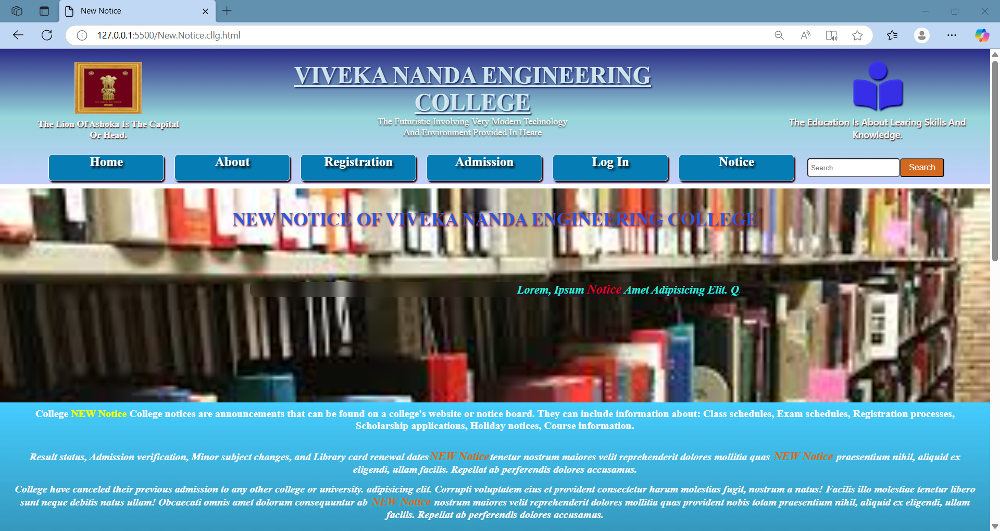 New Notice
127.0.0.1:5500/New.Notice.cllg.html
VIVEKA NANDA ENGINEERING
COLLEGE
The Futuristic Involving Very Modern Technology
And Environment Provided In Heare
The Lion Of Ashoka Is The Capital
Or Head.
The Education Is About Learing Skills And
Knowledge.
Home
About
Registration
Admission
Log In
Notice
Search
Search
NEW NOTICE OF VIVEKA NANDA ENGINEERING COLLEGE
Lorem, Ipsum Notice Amet Adipisicing Elit. Q
College NEW Notice College notices are announcements that can be found on a college's website or notice board. They can include information about: Class schedules, Exam schedules, Registration processes,
Scholarship applications, Holiday notices, Course information.
Result status, Admission verification, Minor subject changes, and Library card renewal dates NEW Notice tenetur nostrum maiores velit reprehenderit dolores mollitia quas NEW Notice praesentium nihil, aliquid ex
eligendi, ullam facilis. Repellat ab perferendis dolores accusamus.
College have canceled their previous admission to any other college or university. adipisicing elit. Corrupti voluptatem eius et provident consectetur harum molestias fugit, nostrum a natus! Facilis illo molestiae tenetur libero
sunt neque debitis natus ullam! Obcaecati omnis amet dolorum consequuntur ab NEW Notice nostrum maiores velit reprehenderit dolores mollitia quas provident nobis totam praesentium nihil, aliquid ex eligendi, ullam
facilis. Repellat ab perferendis dolores accusamus.